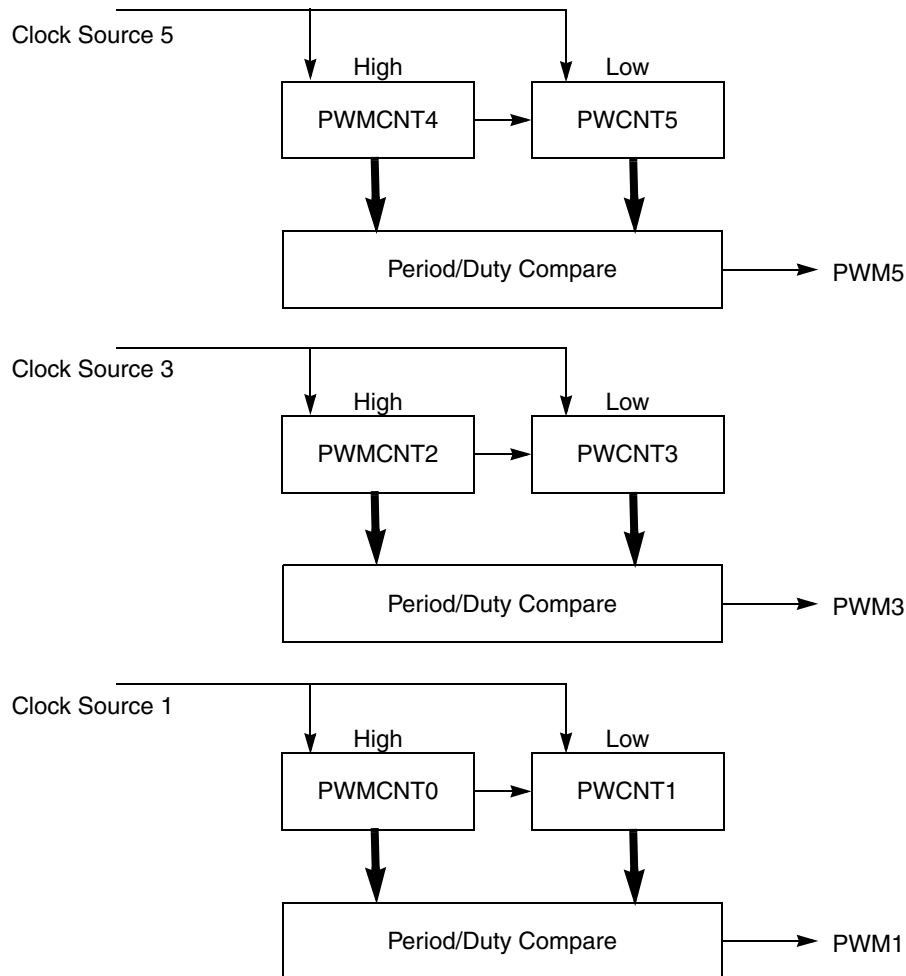 Clock Source 5
High
Low
PWMCNT4
PWCNT5
Period/Duty Compare
PWM5
Clock Source 3
High
Low
PWMCNT2
PWCNT3
Period/Duty Compare
PWM3
Clock Source 1
High
Low
PWMCNT0
PWCNT1
Period/Duty Compare
PWM1